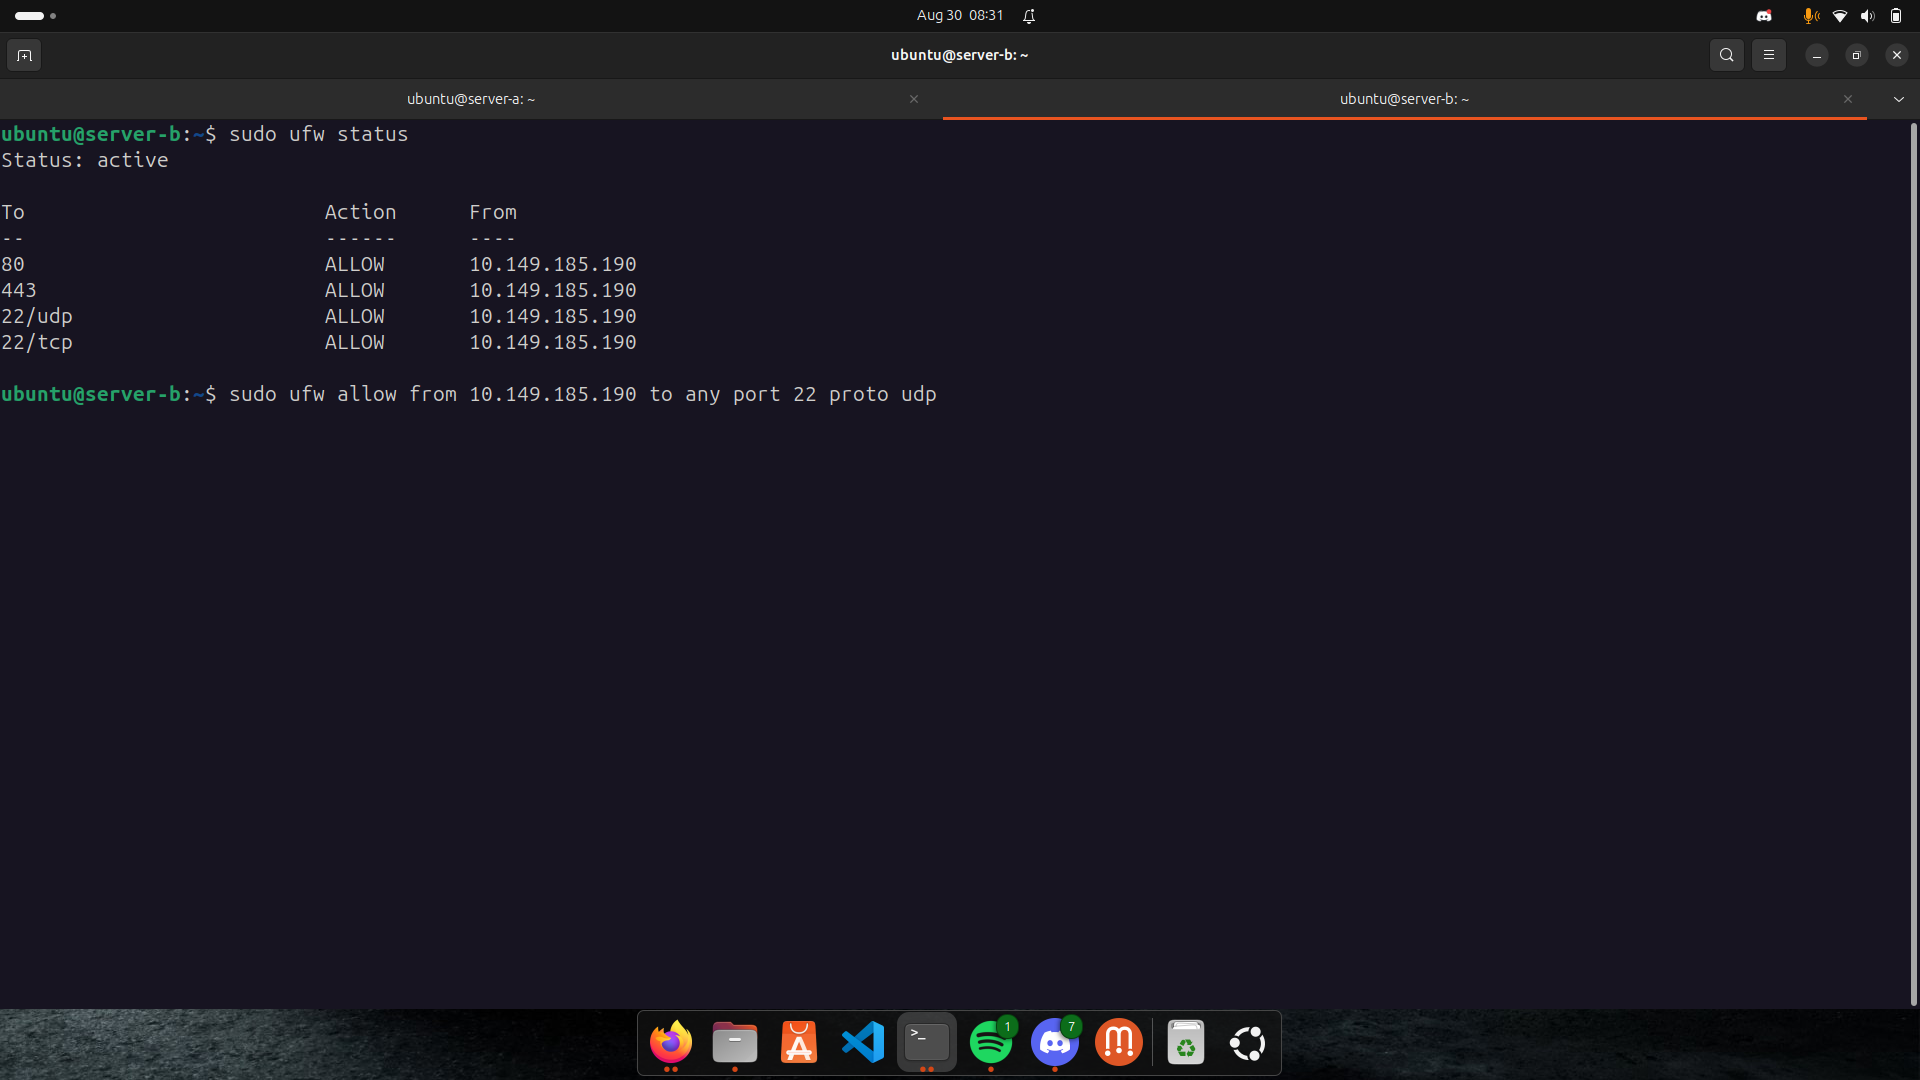 Aug 30 08:31
ubuntu@server-b: ~
ubuntu@server-a: ~
ubuntu@server-b: ~
ubuntu@server-b:~$ sudo ufw status
Status: active
To Action From
-- ------ ----
80 ALLOW 10.149.185.190
443 ALLOW 10.149.185.190
22/udp ALLOW 10.149.185.190
22/tcp ALLOW 10.149.185.190
ubuntu@server-b:~$ sudo ufw allow from 10.149.185.190 to any port 22 proto udp
>_
1
7